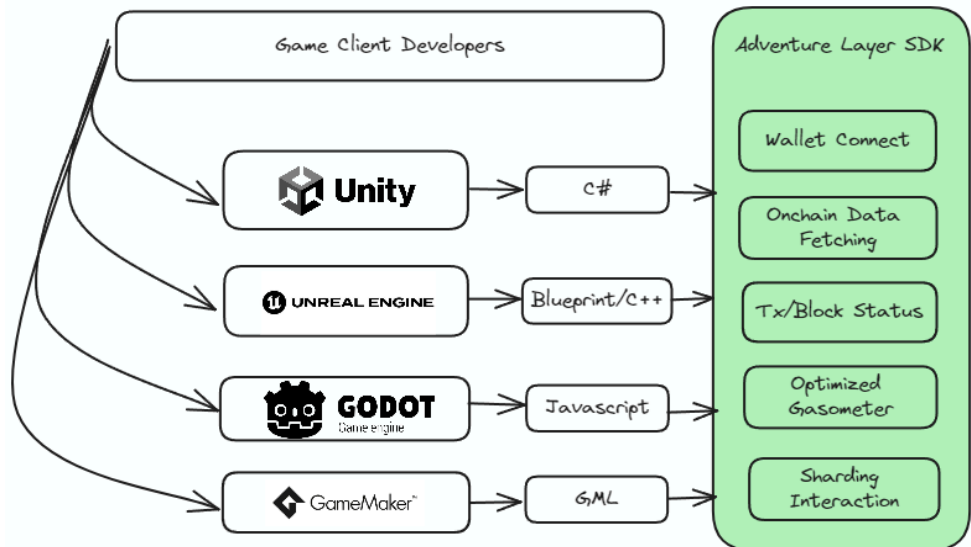 Game Client Developers
Adventure Layer SDK
Unity
C#
UNREAL ENGINE
Blueprint/C++
GODOT
Game engine
Javascript
GameMaker™
GML
Wallet Connect
Onchain Data
Fetching
Tx/Block Status
Optimized
Gasometer
Sharding
Interaction